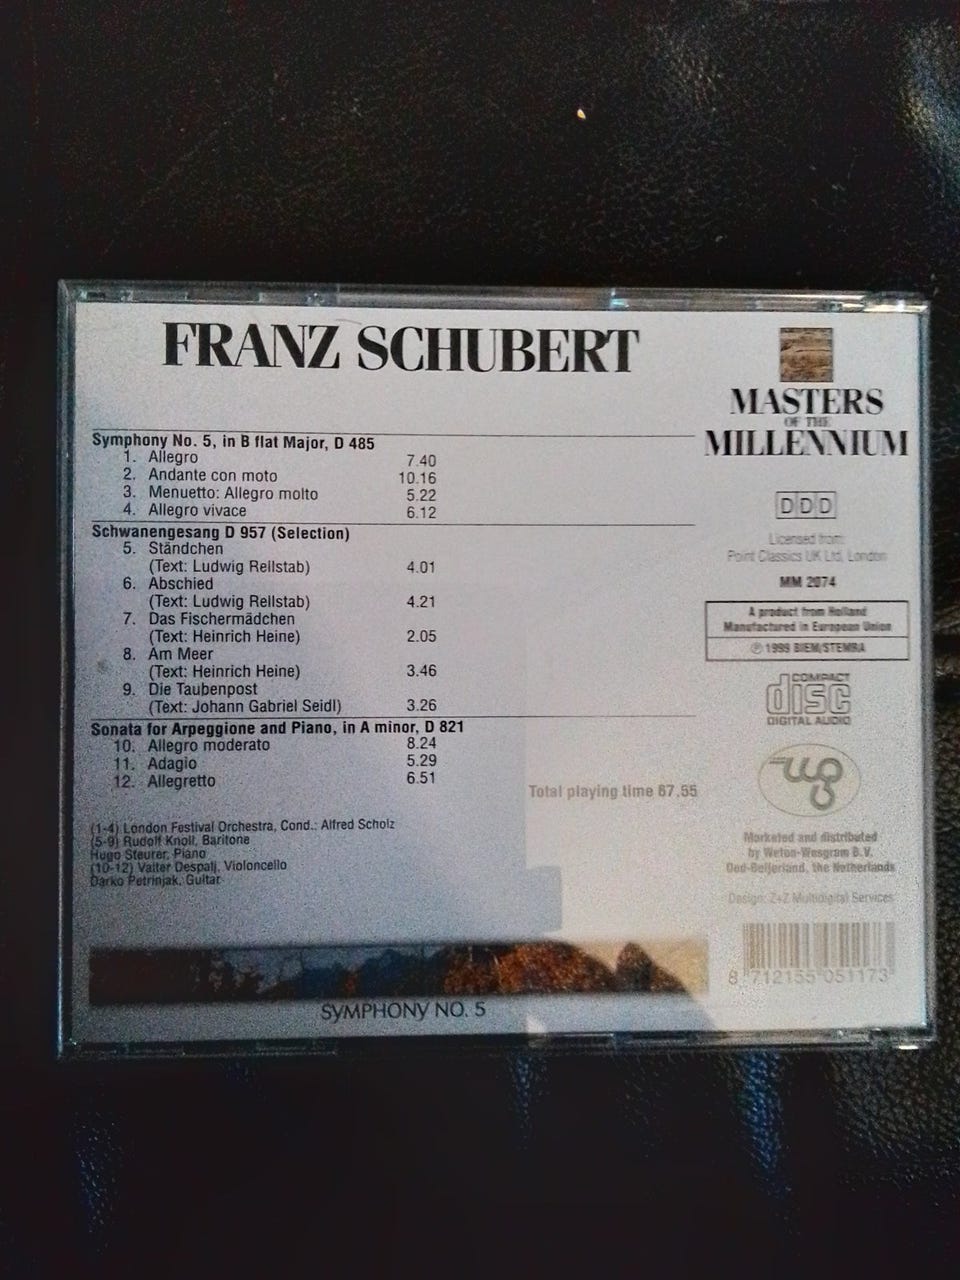 FRANZ SCHUBERT
Symphony No. 5, in B flat Major, D 485
1. Allegro 7.40
2. Andante con moto 10.16
3. Menuetto: Allegro molto 5.22
4. Allegro vivace 6.12
Schwanengesang D 957 (Selection)
5. Ständchen
(Text: Ludwig Rellstab) 4.01
6. Abschied
(Text: Ludwig Rellstab) 4.21
7. Das Fischermädchen
(Text: Heinrich Heine) 2.05
8. Am Meer
(Text: Heinrich Heine) 3.46
9. Die Taubenpost
(Text: Johann Gabriel Seidl) 3.26
Sonata for Arpeggione and Piano, in A minor, D 821
10. Allegro moderato 8.24
11. Adagio 5.29
12. Allegretto 6.51
Total playing time 67,55
(1-4) London Festival Orchestra, Cond.: Alfred Scholz
(5-9) Rudolf Knoll, Baritone
Hugo Steurer, Piano
(10-12) Valter Despalj, Violoncello
Darko Petrinjak, Guitar
SYMPHONY NO. 5
MASTERS
OF THE
MILLENNIUM
DDD
Licensed from:
Point Classics UK Ltd, London
MM 2074
A product from Holland
Manufactured in European Union
℗ 1999 BIEM/STEMRA
COMPACT
disc
DIGITAL AUDIO
Marketed and distributed
by Weton-Wesgram B.V.
Oud-Beijerland, the Netherlands
Design: Z+Z Multidigital Services
8 712155 051173